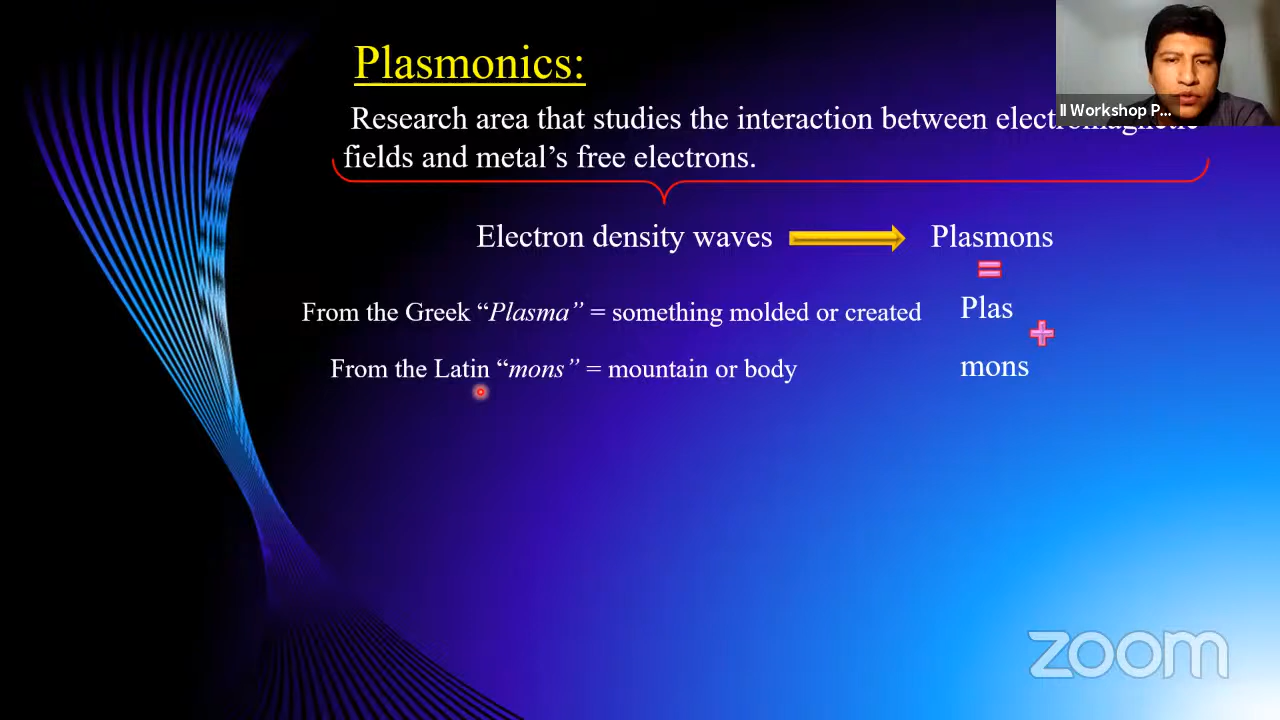 Plasmonics:
Research area that studies the interaction between electromagnetic
fields and metal's free electrons.
II Workshop P...
Electron density waves Plasmons
=
From the Greek “Plasma” = something molded or created Plas
+
From the Latin “mons” = mountain or body mons
zoom